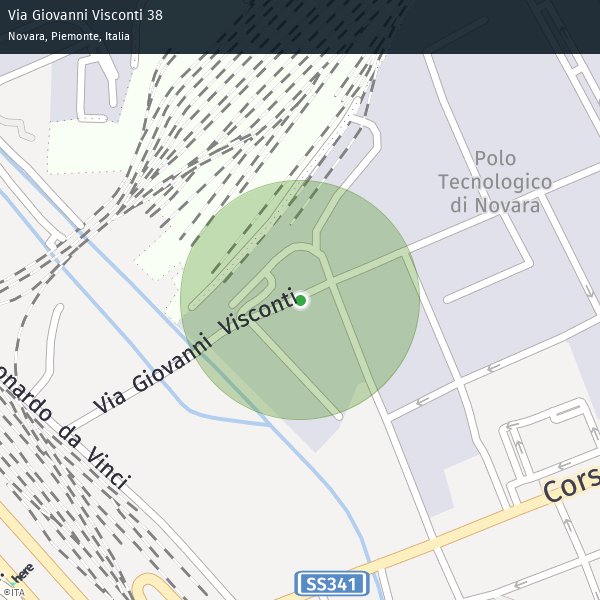 Via Giovanni Visconti 38
Novara, Piemonte, Italia
Polo
Tecnologico
di Novara
Via Giovanni Visconti
onardo da Vinci
Cors
SS341
here
©ITA